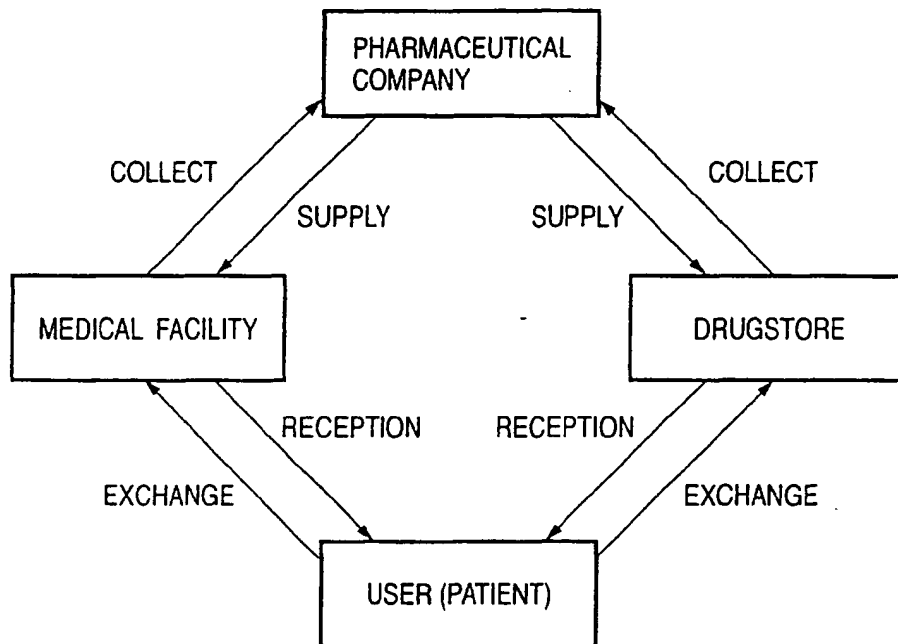 PHARMACEUTICAL
COMPANY
COLLECT
COLLECT
SUPPLY
SUPPLY
MEDICAL FACILITY
DRUGSTORE
RECEPTION
RECEPTION
EXCHANGE
EXCHANGE
USER (PATIENT)